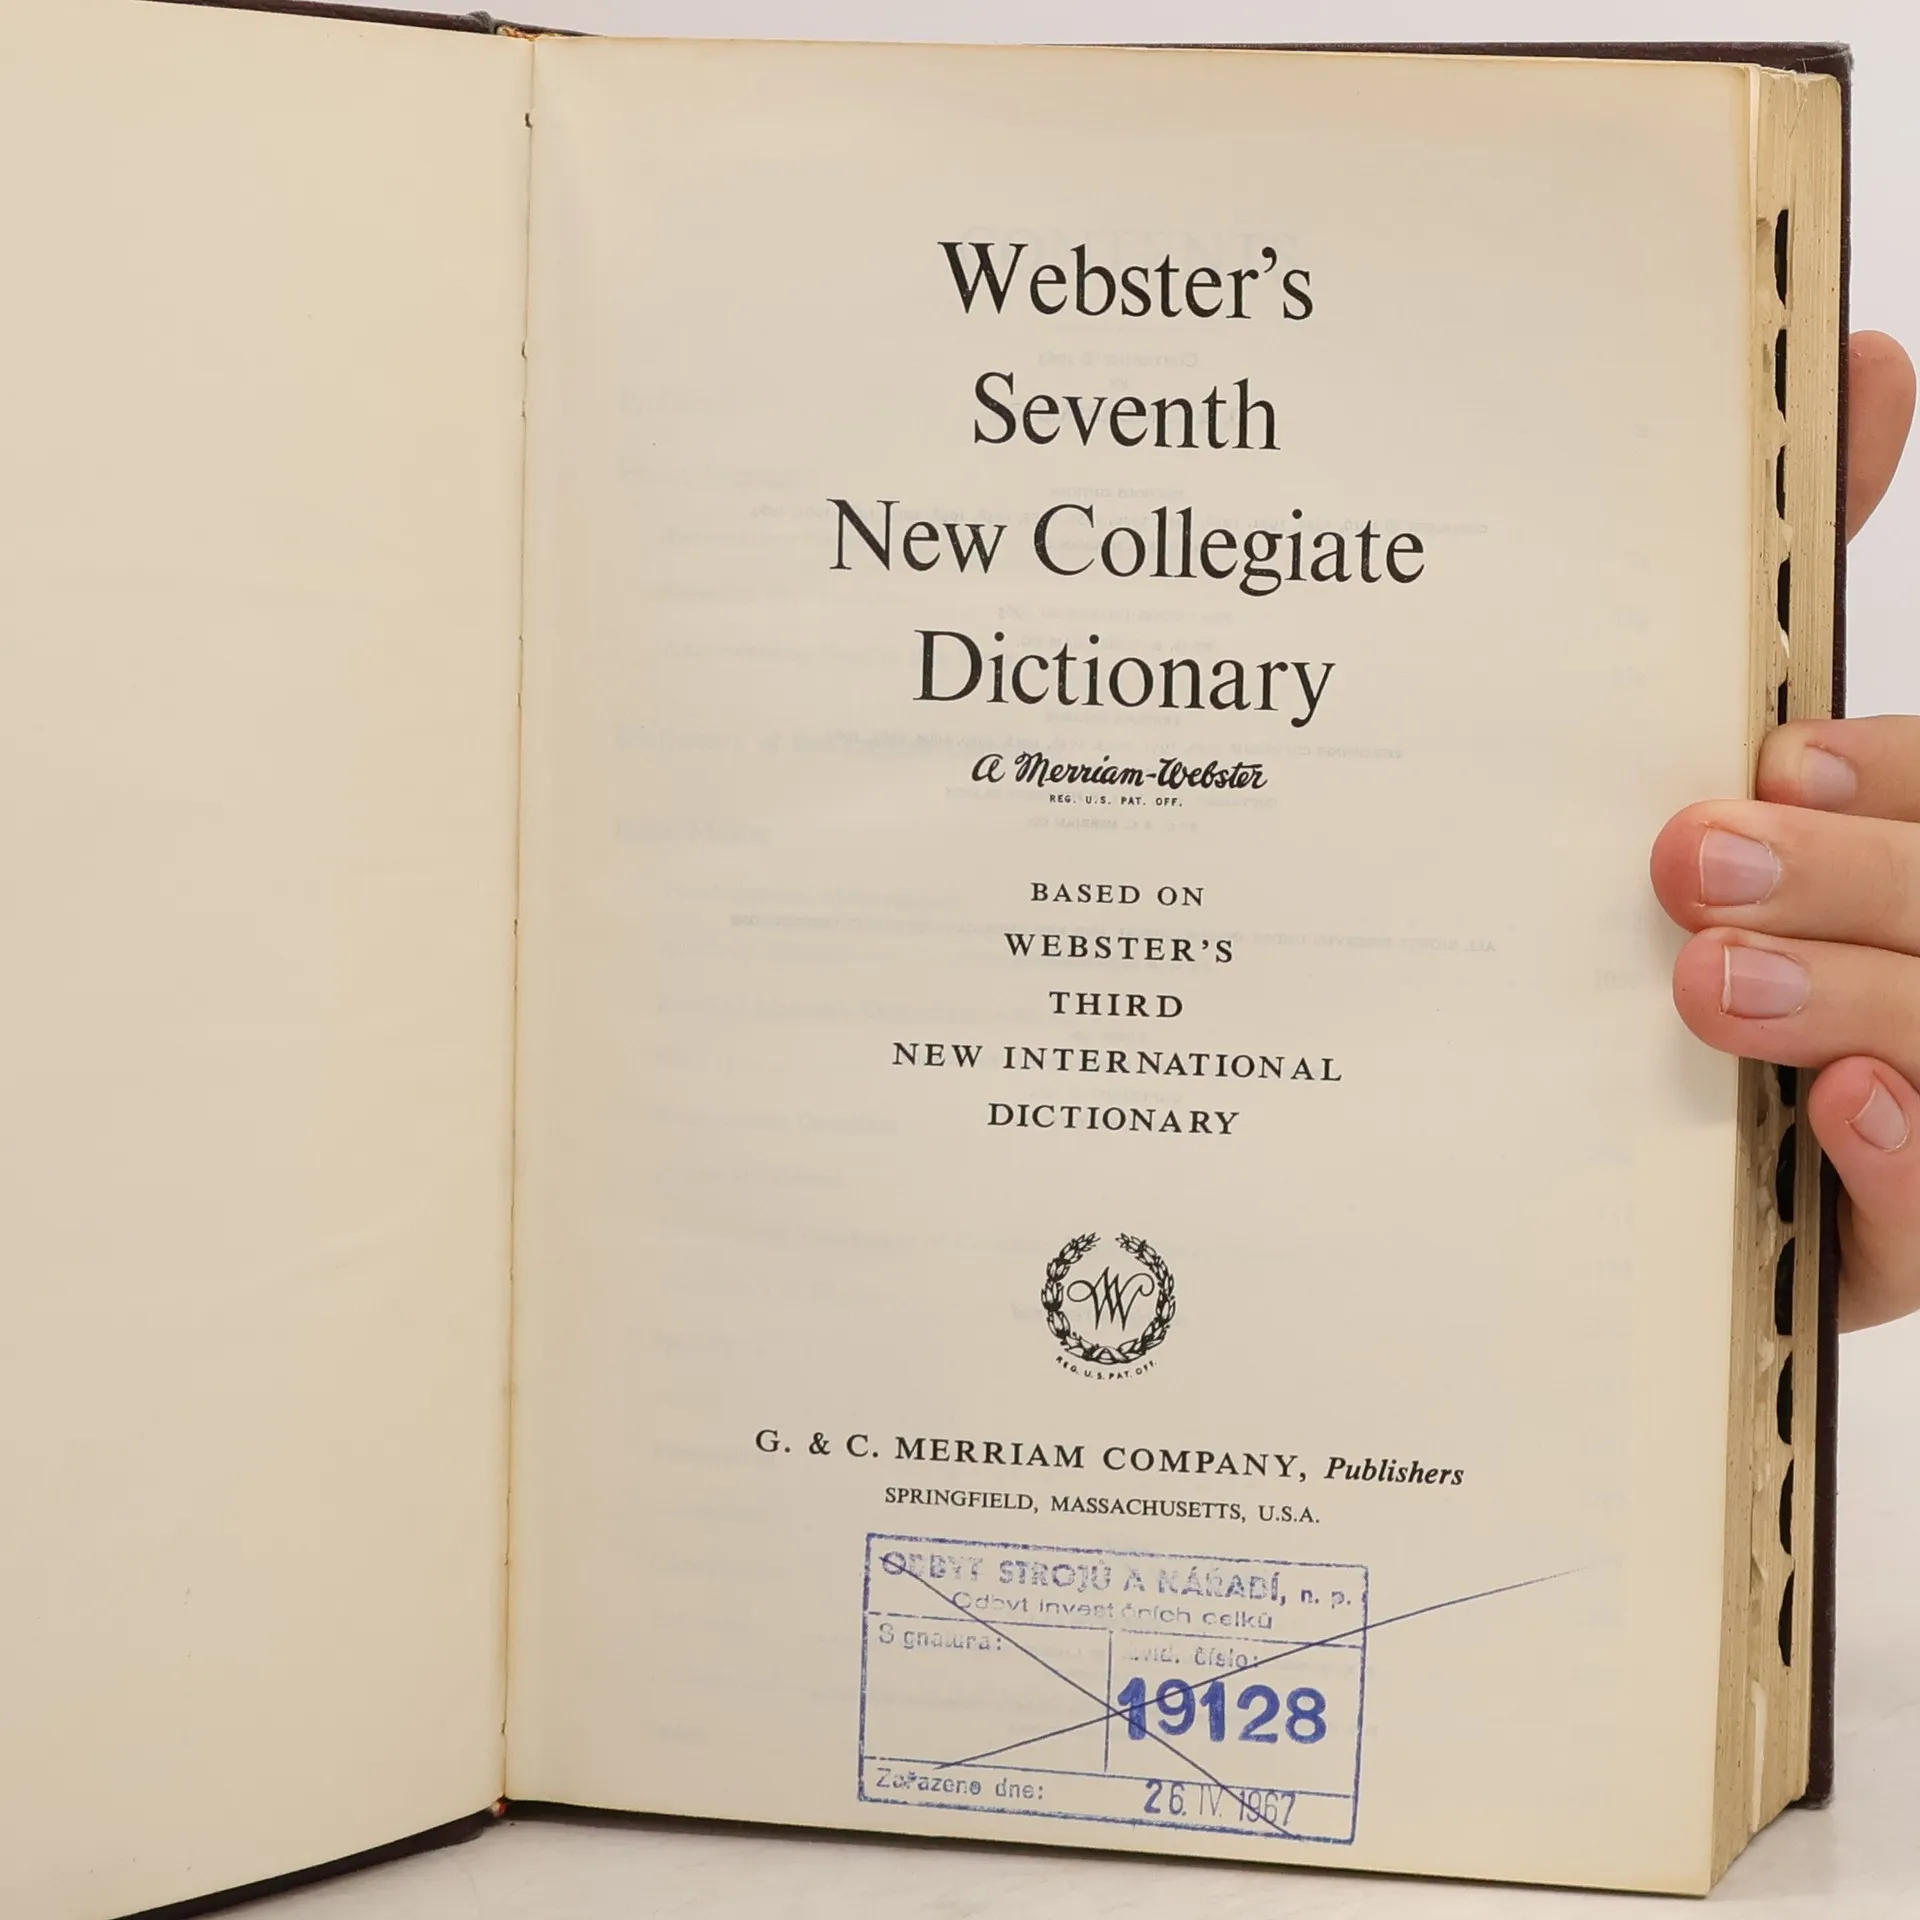 Webster's
Seventh
New Collegiate
Dictionary
A Merriam-Webster
REG. U.S. PAT. OFF.
BASED ON
WEBSTER'S
THIRD
NEW INTERNATIONAL
DICTIONARY
W
REG. U.S. PAT. OFF.
G. & C. MERRIAM COMPANY, Publishers
SPRINGFIELD, MASSACHUSETTS, U.S.A.
ODBYT STROJŮ A NÁŘADÍ, n. p.
Odbyt investičních celků
Signatura:
Evid. číslo:
19128
Zařazeno dne:
26. IV. 1967